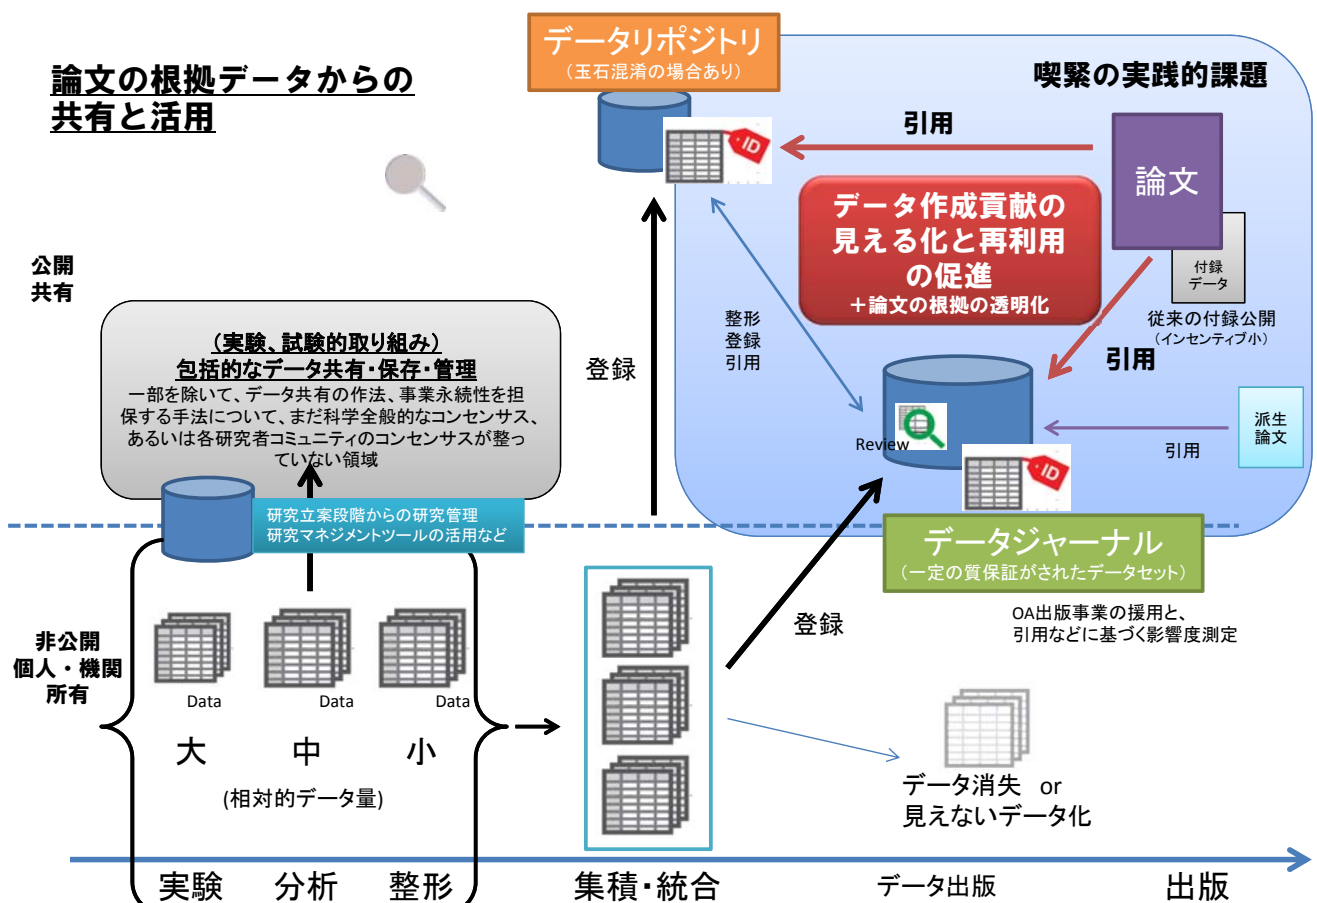 論文の根拠データからの
共有と活用
データリポジトリ
（玉石混淆の場合あり）
喫緊の実践的課題
ID
引用
論文
データ作成貢献の
見える化と再利用
の促進
＋論文の根拠の透明化
付録
データ
従来の付録公開
（インセンティブ小）
公開
共有
（実験、試験的取り組み）
包括的なデータ共有・保存・管理
一部を除いて、データ共有の作法、事業永続性を担
保する手法について、まだ科学全般的なコンセンサス、
あるいは各研究者コミュニティのコンセンサスが整っ
ていない領域
登録
整形
登録
引用
引用
Review
ID
引用
派生
論文
研究立案段階からの研究管理
研究マネジメントツールの活用など
データジャーナル
（一定の質保証がされたデータセット）
OA出版事業の援用と、
引用などに基づく影響度測定
非公開
個人・機関
所有
Data
Data
Data
大
中
小
(相対的データ量)
登録
データ消失 or
見えないデータ化
実験
分析
整形
集積・統合
データ出版
出版